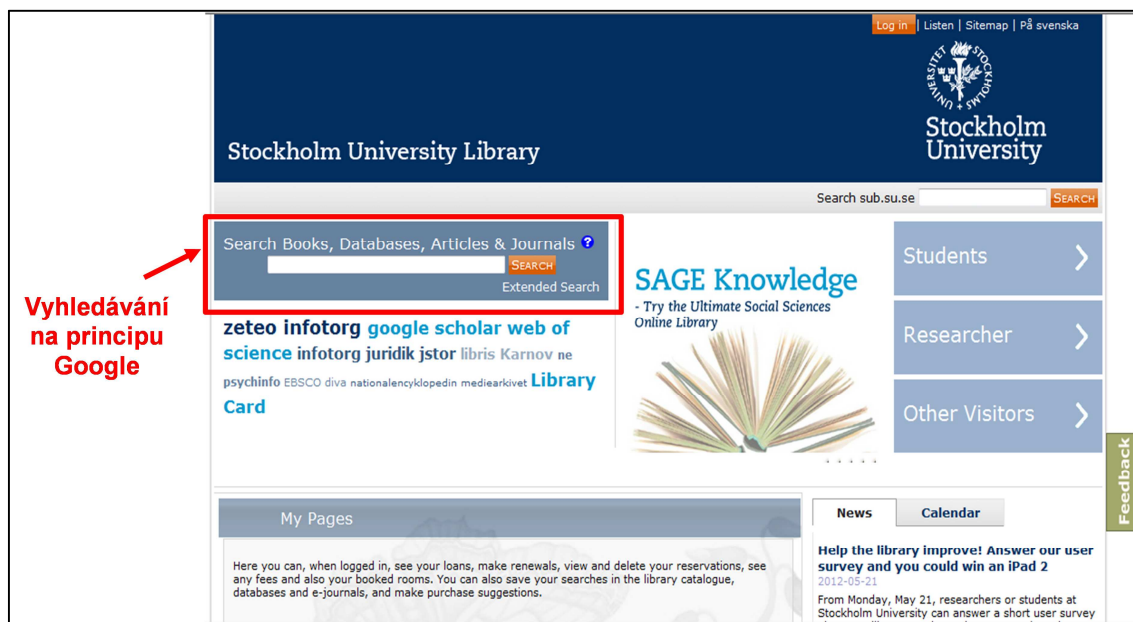 Log in | Listen | Sitemap | På svenska
STOCKHOLMS UNIVERSITET
Stockholm
University
Stockholm University Library
Search sub.su.se SEARCH
Search Books, Databases, Articles & Journals ?
SEARCH
Extended Search
Vyhledávání
na principu
Google
zeteo infotorg google scholar web of
science infotorg juridik jstor libris Karnov ne
psychinfo EBSCO diva nationalencyklopedin mediearkivet Library
Card
SAGE Knowledge
- Try the Ultimate Social Sciences
Online Library
Students
Researcher
Other Visitors
Feedback
My Pages
Here you can, when logged in, see your loans, make renewals, view and delete your reservations, see
any fees and also your booked rooms. You can also save your searches in the library catalogue,
databases and e-journals, and make purchase suggestions.
News
Calendar
Help the library improve! Answer our user
survey and you could win an iPad 2
2012-05-21
From Monday, May 21, researchers or students at
Stockholm University can answer a short user survey